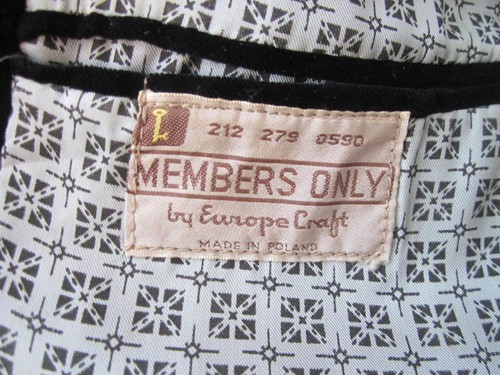 212 279 8590
MEMBERS ONLY
by Europe Craft
MADE IN POLAND